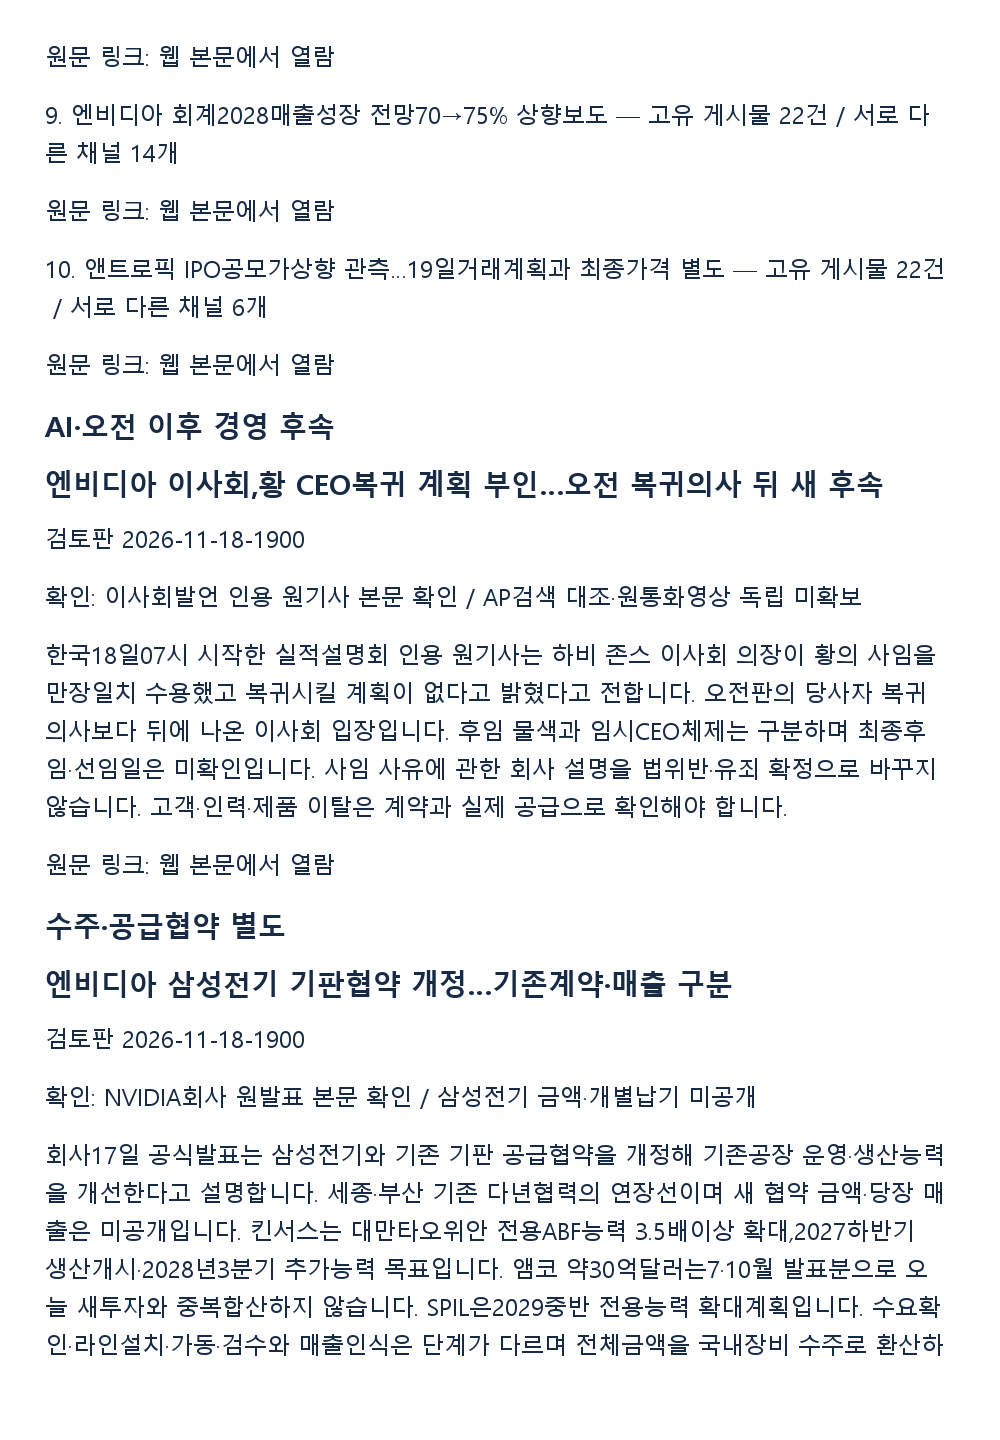 원문 링크: 웹 본문에서 열람
9. 엔비디아 회계2028매출성장 전망70→75% 상향보도 — 고유 게시물 22건 / 서로 다
른 채널 14개
원문 링크: 웹 본문에서 열람
10. 앤트로픽 IPO공모가상향 관측...19일거래계획과 최종가격 별도 — 고유 게시물 22건
/ 서로 다른 채널 6개
원문 링크: 웹 본문에서 열람
AI·오전 이후 경영 후속
엔비디아 이사회,황 CEO복귀 계획 부인...오전 복귀의사 뒤 새 후속
검토판 2026-11-18-1900
확인: 이사회발언 인용 원기사 본문 확인 / AP검색 대조·원통화영상 독립 미확보
한국18일07시 시작한 실적설명회 인용 원기사는 하비 존스 이사회 의장이 황의 사임을
만장일치 수용했고 복귀시킬 계획이 없다고 밝혔다고 전합니다. 오전판의 당사자 복귀
의사보다 뒤에 나온 이사회 입장입니다. 후임 물색과 임시CEO체제는 구분하며 최종후
임·선임일은 미확인입니다. 사임 사유에 관한 회사 설명을 법위반·유죄 확정으로 바꾸지
않습니다. 고객·인력·제품 이탈은 계약과 실제 공급으로 확인해야 합니다.
원문 링크: 웹 본문에서 열람
수주·공급협약 별도
엔비디아 삼성전기 기판협약 개정...기존계약·매출 구분
검토판 2026-11-18-1900
확인: NVIDIA회사 원발표 본문 확인 / 삼성전기 금액·개별납기 미공개
회사17일 공식발표는 삼성전기와 기존 기판 공급협약을 개정해 기존공장 운영·생산능력
을 개선한다고 설명합니다. 세종·부산 기존 다년협력의 연장선이며 새 협약 금액·당장 매
출은 미공개입니다. 킨서스는 대만타오위안 전용ABF능력 3.5배이상 확대,2027하반기
생산개시·2028년3분기 추가능력 목표입니다. 앰코 약30억달러는7·10월 발표분으로 오
늘 새투자와 중복합산하지 않습니다. SPIL은2029중반 전용능력 확대계획입니다. 수요확
인·라인설치·가동·검수와 매출인식은 단계가 다르며 전체금액을 국내장비 수주로 환산하